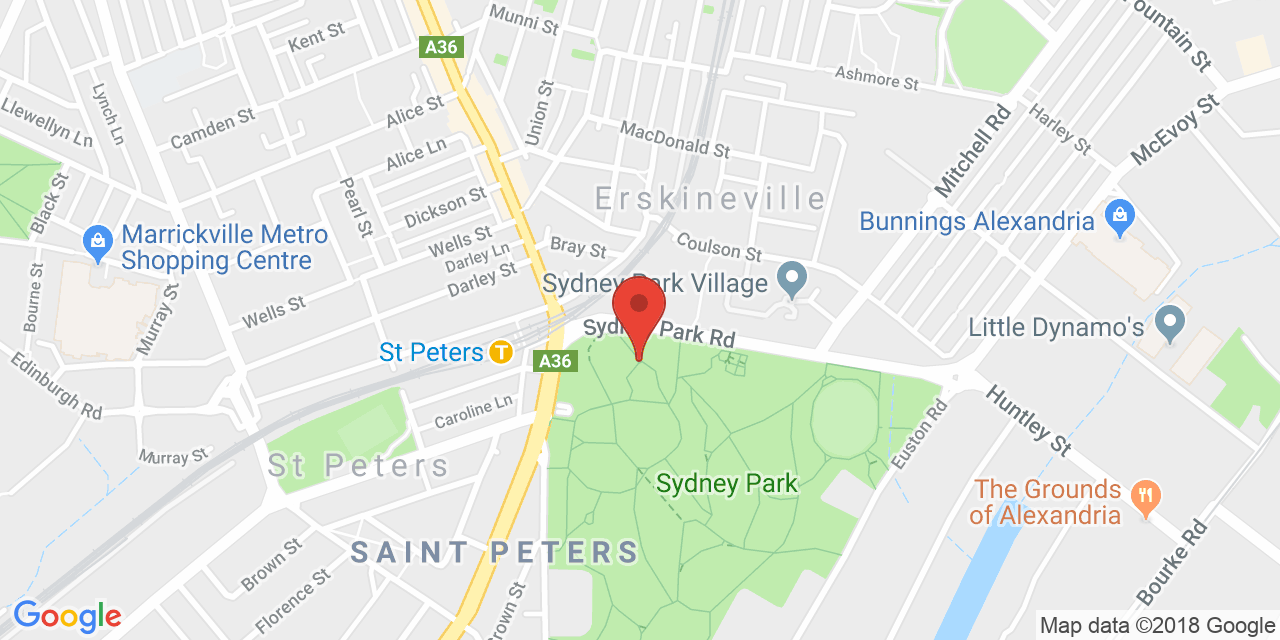 Munni St
Fountain St
Kent St
A36
Ashmore St
Lynch Ln
Llewellyn Ln
Alice St
Union St
Camden St
MacDonald St
Harley St
McEvoy St
Mitchell Rd
Alice Ln
Black St
Pearl St
Dickson St
Erskineville
Bunnings Alexandria
Marrickville Metro
Shopping Centre
Wells St
Bray St
Coulson St
Darley Ln
Darley St
Sydney Park Village
Bourne St
Murray St
Wells St
Sydney Park Rd
Little Dynamo's
St Peters
T
A36
Edinburgh Rd
Caroline Ln
Huntley St
Euston Rd
Murray St
St Peters
Sydney Park
The Grounds
of Alexandria
SAINT PETERS
Brown St
Florence St
Brown St
Bourke Rd
Google
Map data ©2018 Google